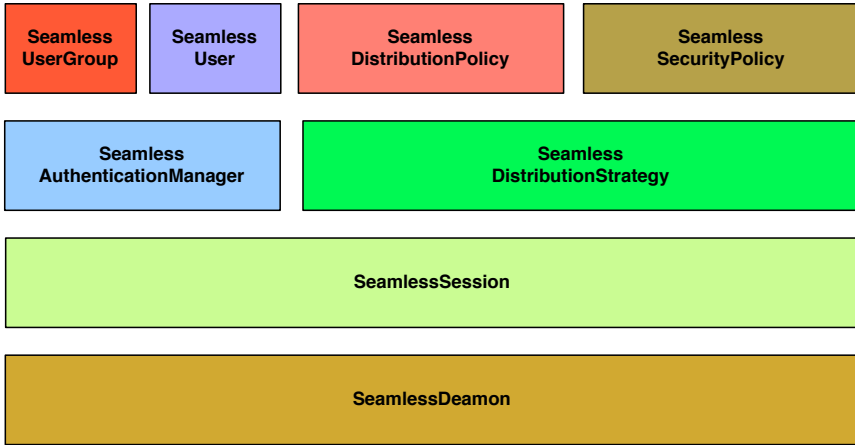 Seamless
UserGroup
Seamless
User
Seamless
DistributionPolicy
Seamless
SecurityPolicy
Seamless
AuthenticationManager
Seamless
DistributionStrategy
SeamlessSession
SeamlessDeamon